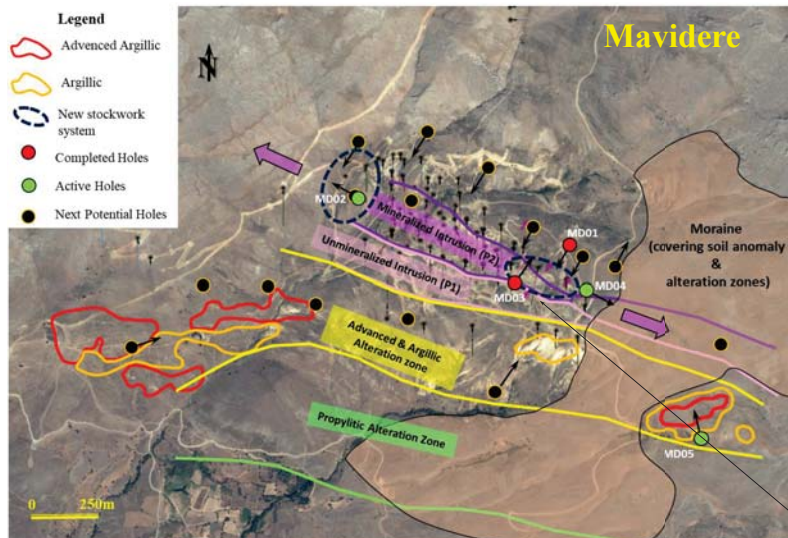 Legend
Advanced Argillic
Argillic
New stockwork
system
Completed Holes
Active Holes
Next Potential Holes
N
Mavidere
MD02
Mineralized Intrusion (P2)
Unmineralized Intrusion (P1)
MD01
MD03
MD04
Moraine
(covering soil anomaly
&
alteration zones)
Advanced & Argillic
Alteration zone
Propylitic Alteration Zone
MD05
0 250m